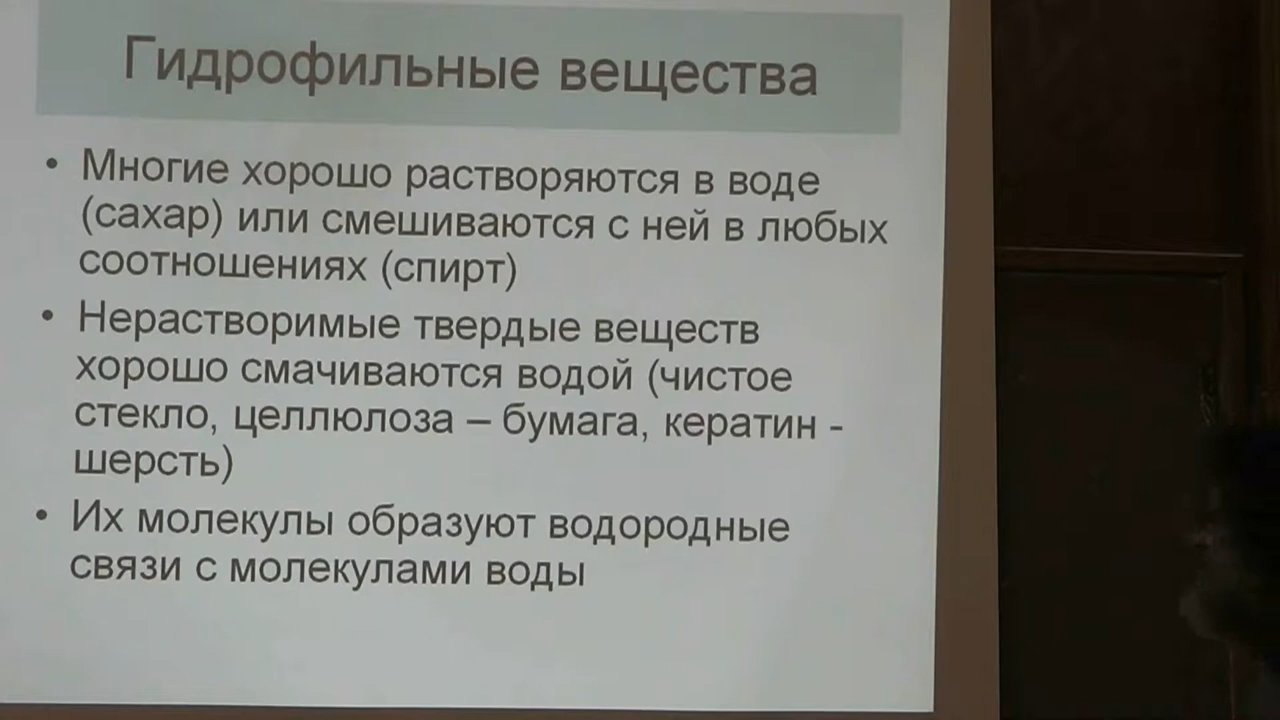 Гидрофильные вещества
• Многие хорошо растворяются в воде
(сахар) или смешиваются с ней в любых
соотношениях (спирт)
• Нерастворимые твердые веществ
хорошо смачиваются водой (чистое
стекло, целлюлоза – бумага, кератин -
шерсть)
• Их молекулы образуют водородные
связи с молекулами воды